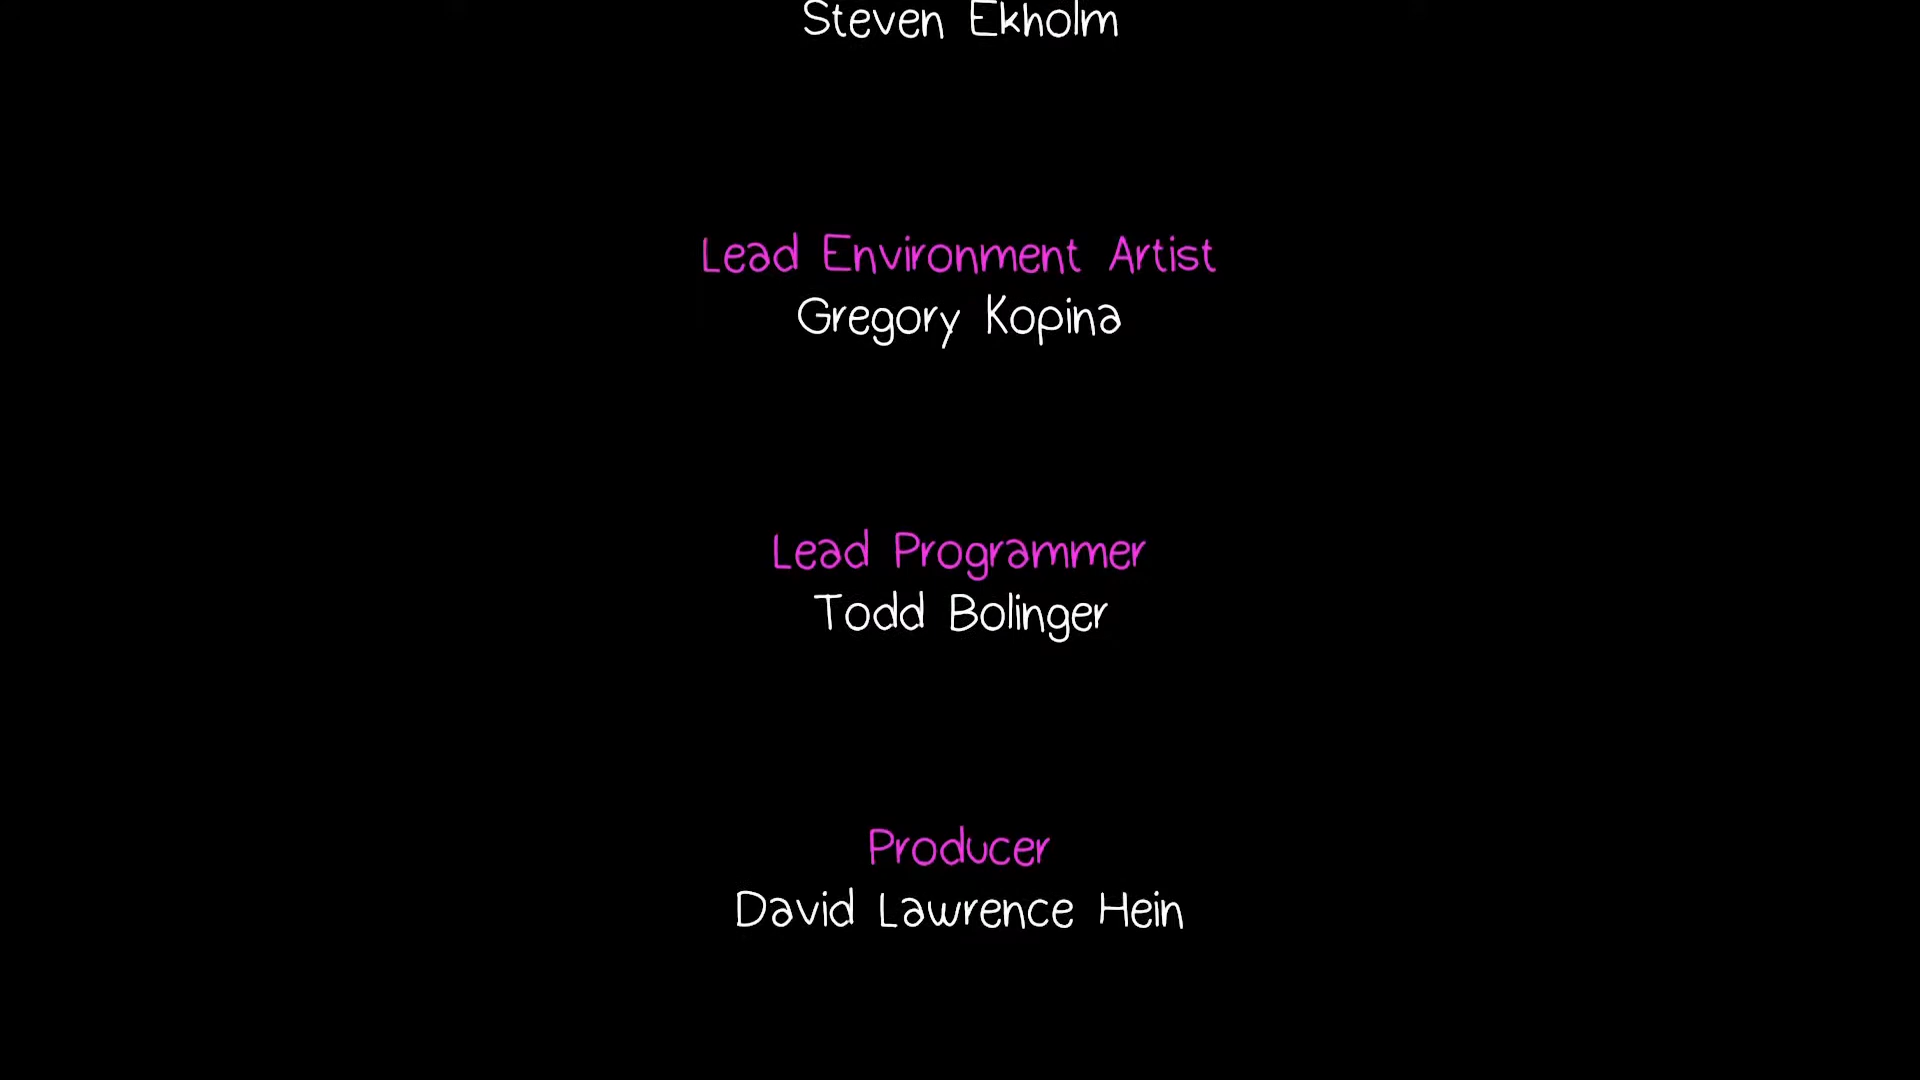 Steven Ekholm
Lead Environment Artist
Gregory Kopina
Lead Programmer
Todd Bolinger
Producer
David Lawrence Hein